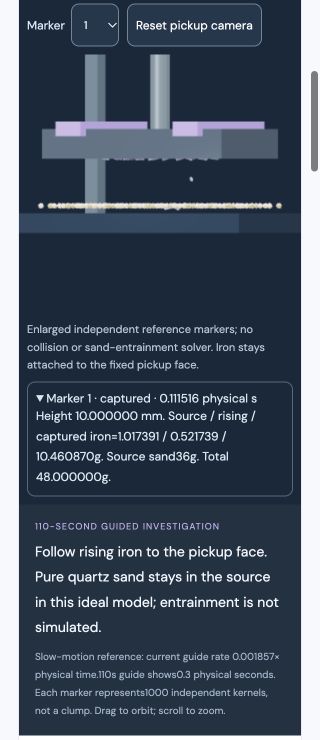 Marker 1 Reset pickup camera
Enlarged independent reference markers; no
collision or sand-entrainment solver. Iron stays
attached to the fixed pickup face.
▼Marker 1 · captured · 0.111516 physical s
Height 10.000000 mm. Source / rising /
captured iron=1.017391 / 0.521739 /
10.460870g. Source sand36g. Total
48.000000g.
110-SECOND GUIDED INVESTIGATION
Follow rising iron to the pickup face.
Pure quartz sand stays in the source
in this ideal model; entrainment is not
simulated.
Slow-motion reference: current guide rate 0.001857×
physical time.110s guide shows0.3 physical seconds.
Each marker represents1000 independent kernels,
not a clump. Drag to orbit; scroll to zoom.